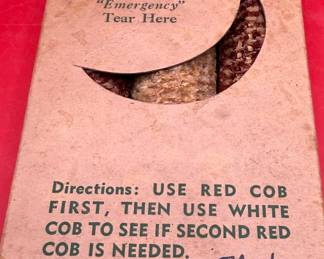 "Emergency"
Tear Here
Directions: USE RED COB
FIRST, THEN USE WHITE
COB TO SEE IF SECOND RED
COB IS NEEDED.